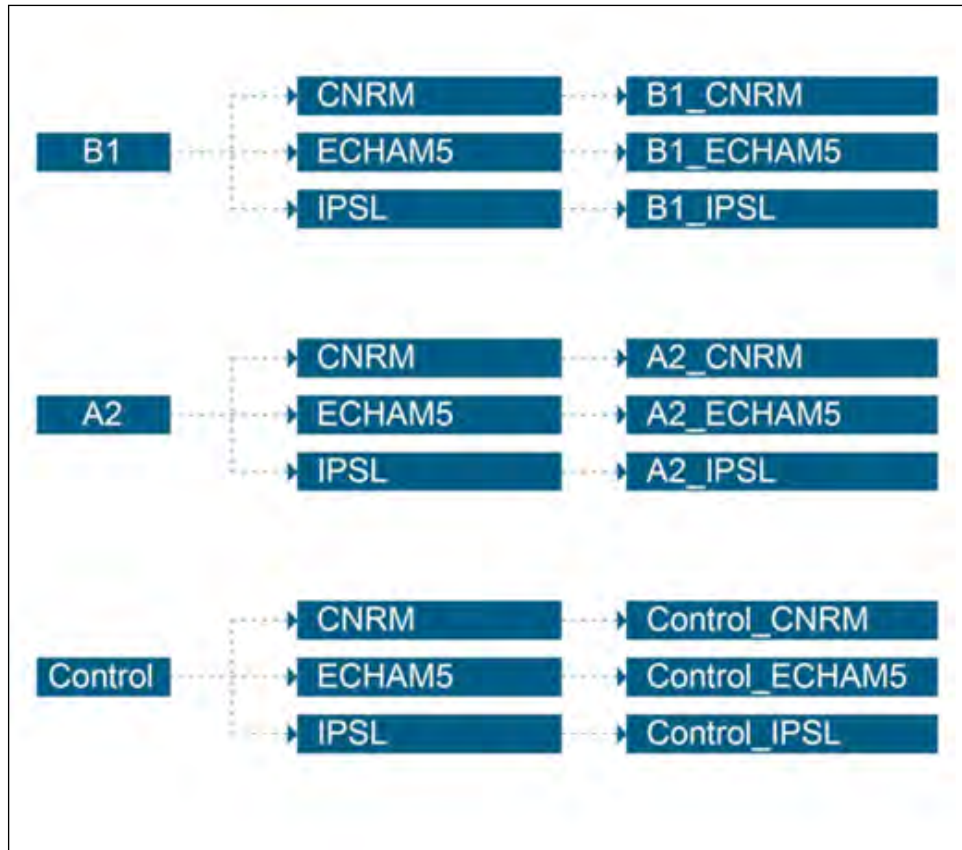 CNRM B1_CNRM
B1 ECHAM5 B1_ECHAM5
IPSL B1_IPSL
CNRM A2_CNRM
A2 ECHAM5 A2_ECHAM5
IPSL A2_IPSL
CNRM Control_CNRM
Control ECHAM5 Control_ECHAM5
IPSL Control_IPSL